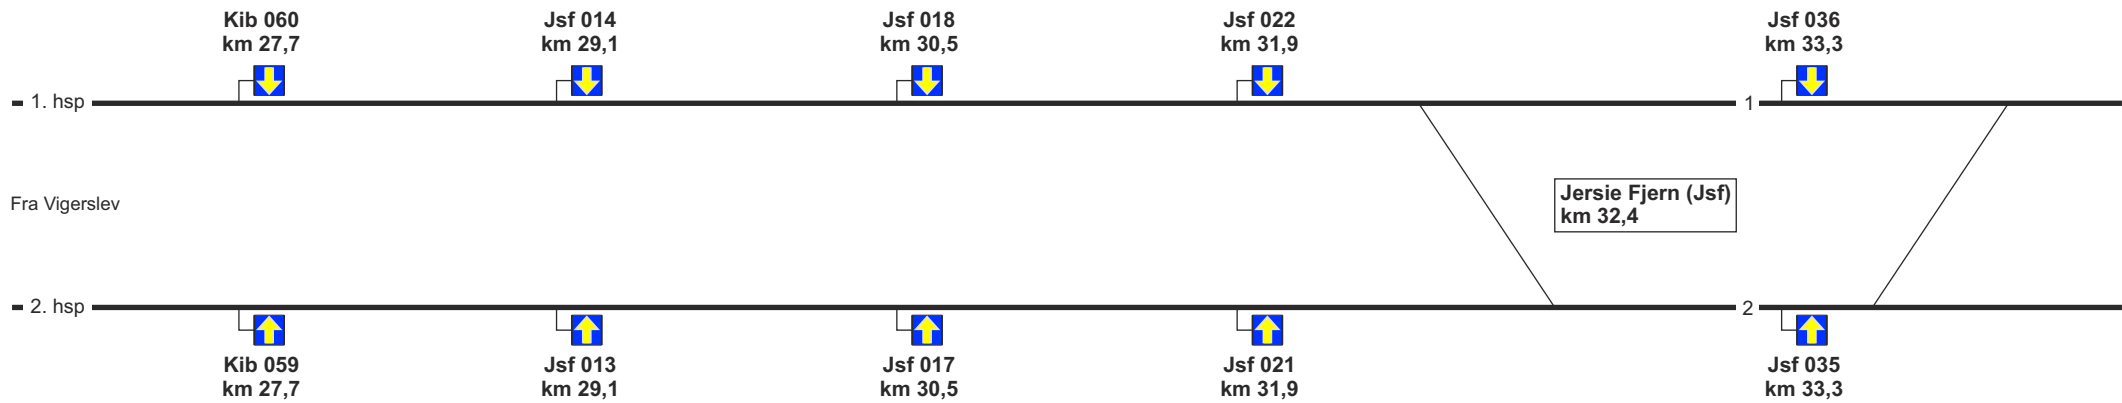 Kib 060
km 27,7
Jsf 014
km 29,1
Jsf 018
km 30,5
Jsf 022
km 31,9
Jsf 036
km 33,3
1. hsp
1
Fra Vigerslev
Jersie Fjern (Jsf)
km 32,4
2. hsp
2
Kib 059
km 27,7
Jsf 013
km 29,1
Jsf 017
km 30,5
Jsf 021
km 31,9
Jsf 035
km 33,3